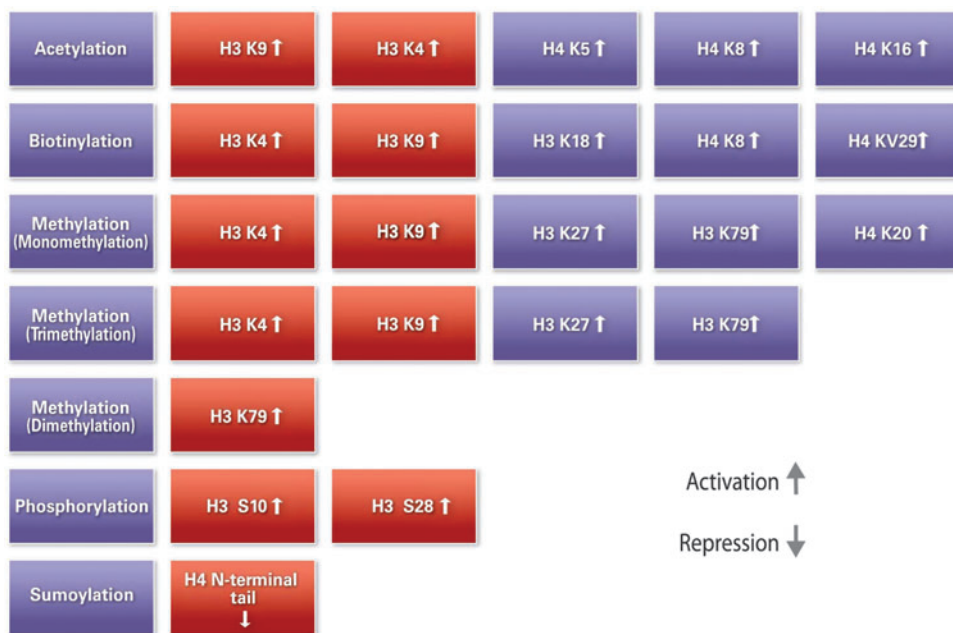 Acetylation H3 K9 ↑ H3 K4 ↑ H4 K5 ↑ H4 K8 ↑ H4 K16 ↑
Biotinylation H3 K4 ↑ H3 K9 ↑ H3 K18 ↑ H4 K8 ↑ H4 KV29↑
Methylation
(Monomethylation) H3 K4 ↑ H3 K9 ↑ H3 K27 ↑ H3 K79↑ H4 K20 ↑
Methylation
(Trimethylation) H3 K4 ↑ H3 K9 ↑ H3 K27 ↑ H3 K79↑
Methylation
(Dimethylation) H3 K79 ↑
Phosphorylation H3 S10 ↑ H3 S28 ↑
Activation ↑
Repression ↓
Sumoylation H4 N-terminal
tail
↓